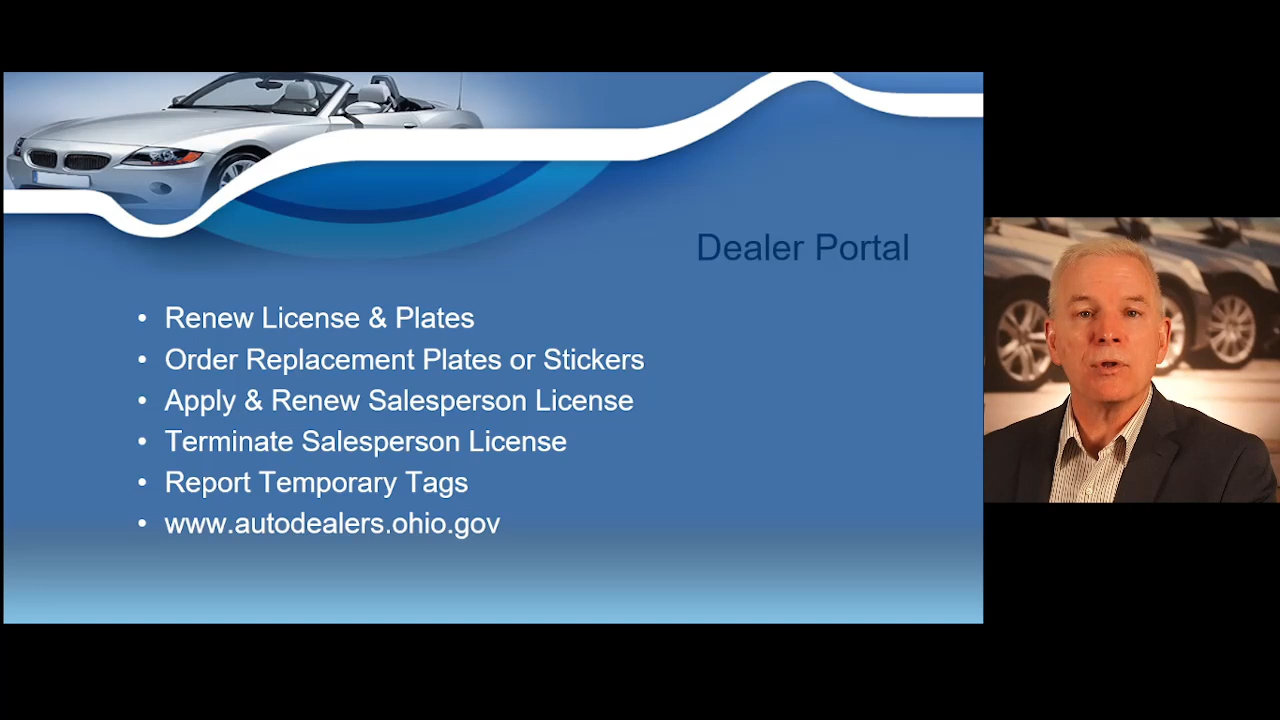 Dealer Portal
• Renew License & Plates
• Order Replacement Plates or Stickers
• Apply & Renew Salesperson License
• Terminate Salesperson License
• Report Temporary Tags
• www.autodealers.ohio.gov